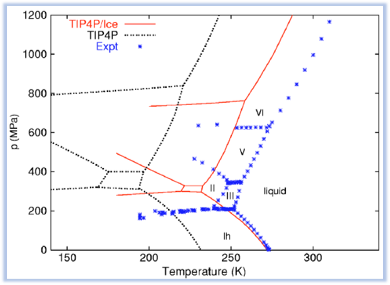 1200
1000
800
600
400
200
0
p (MPa)
TIP4P/Ice
TIP4P
Expt
VI
V
II
III
liquid
Ih
150 200 250 300
Temperature (K)